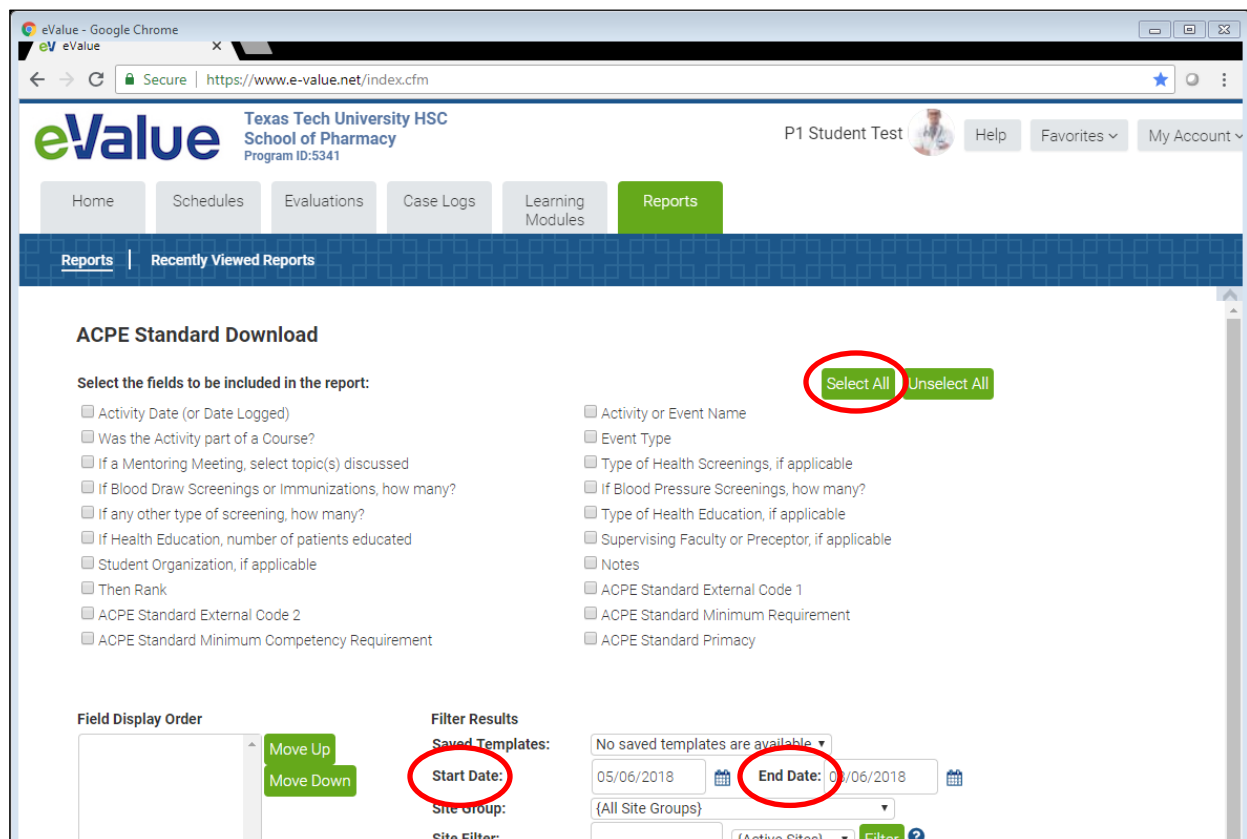 eValue - Google Chrome
eV eValue
Secure | https://www.e-value.net/index.cfm
eValue
Texas Tech University HSC
School of Pharmacy
Program ID:5341
P1 Student Test
Help
Favorites
My Account
Home
Schedules
Evaluations
Case Logs
Learning
Modules
Reports
Reports | Recently Viewed Reports
ACPE Standard Download
Select the fields to be included in the report:
Select All
Unselect All
Activity Date (or Date Logged)
Activity or Event Name
Was the Activity part of a Course?
Event Type
If a Mentoring Meeting, select topic(s) discussed
Type of Health Screenings, if applicable
If Blood Draw Screenings or Immunizations, how many?
If Blood Pressure Screenings, how many?
If any other type of screening, how many?
Type of Health Education, if applicable
If Health Education, number of patients educated
Supervising Faculty or Preceptor, if applicable
Student Organization, if applicable
Notes
Then Rank
ACPE Standard External Code 1
ACPE Standard External Code 2
ACPE Standard Minimum Requirement
ACPE Standard Minimum Competency Requirement
ACPE Standard Primacy
Field Display Order
Filter Results
Move Up
Move Down
Saved Templates:
No saved templates are available
Start Date:
05/06/2018
End Date:
/06/2018
Site Group:
{All Site Groups}
Site Filter:
{Active Sites}
Filter
?